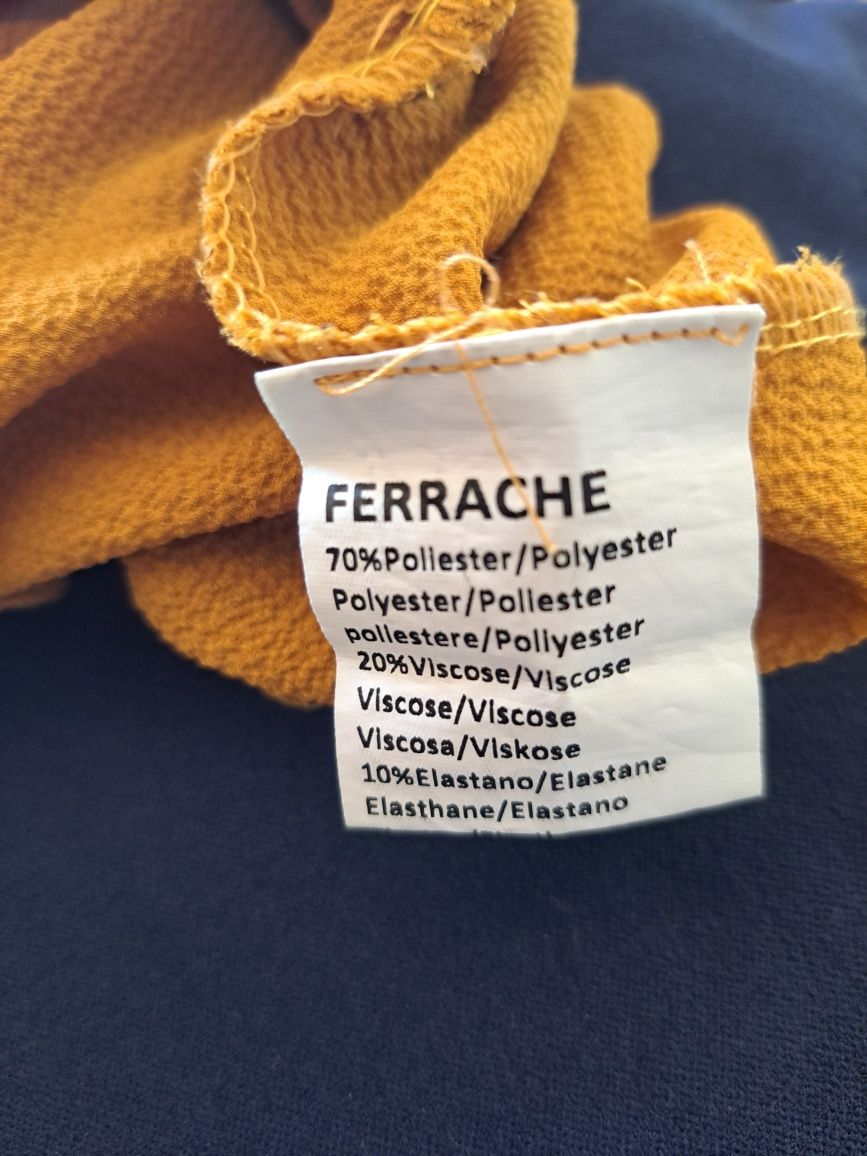 FERRACHE
70%Poliester/Polyester
Polyester/Poliester
poliestere/Poliyester
20%Viscose/Viscose
Viscose/Viscose
Viscosa/Viskose
10%Elastano/Elastane
Elasthane/Elastano